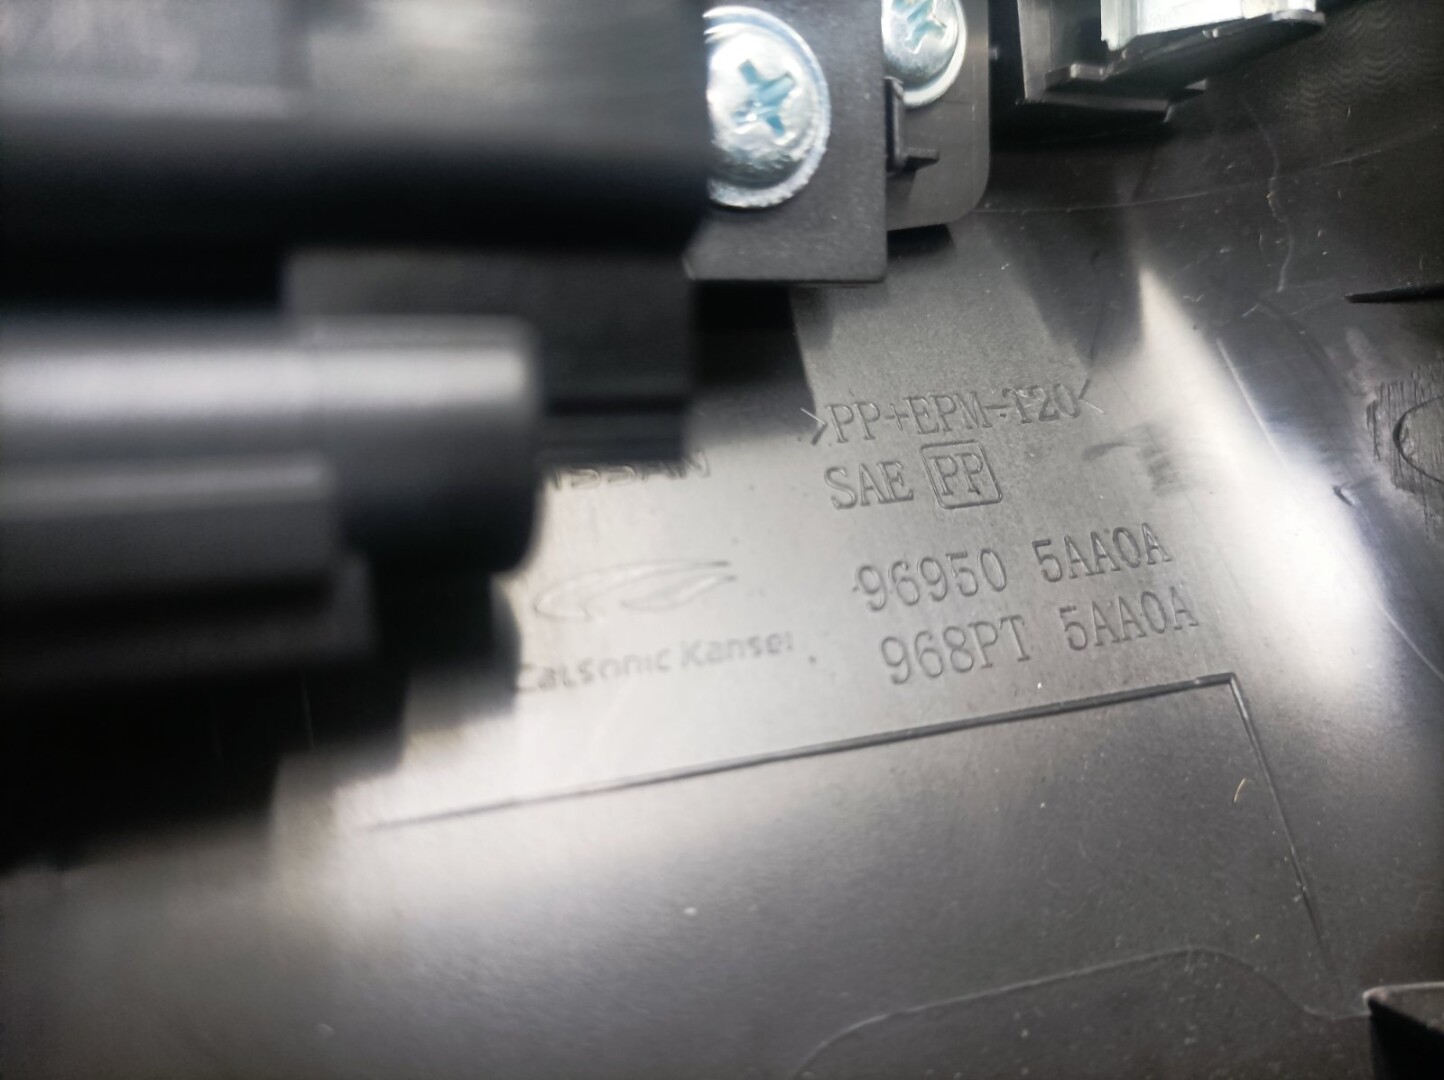 >PP+EPM-T20<
NISSAN
SAE PP
96950 5AA0A
968PT 5AA0A
Calsonic Kansei